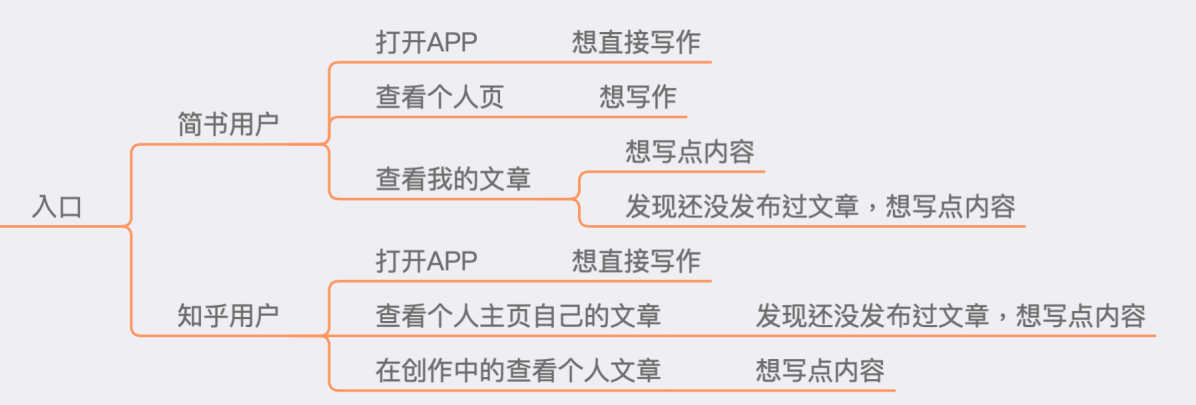 打开APP 想直接写作
查看个人页 想写作
简书用户
想写点内容
查看我的文章
入口
发现还没发布过文章，想写点内容
打开APP 想直接写作
知乎用户
查看个人主页自己的文章 发现还没发布过文章，想写点内容
在创作中的查看个人文章 想写点内容